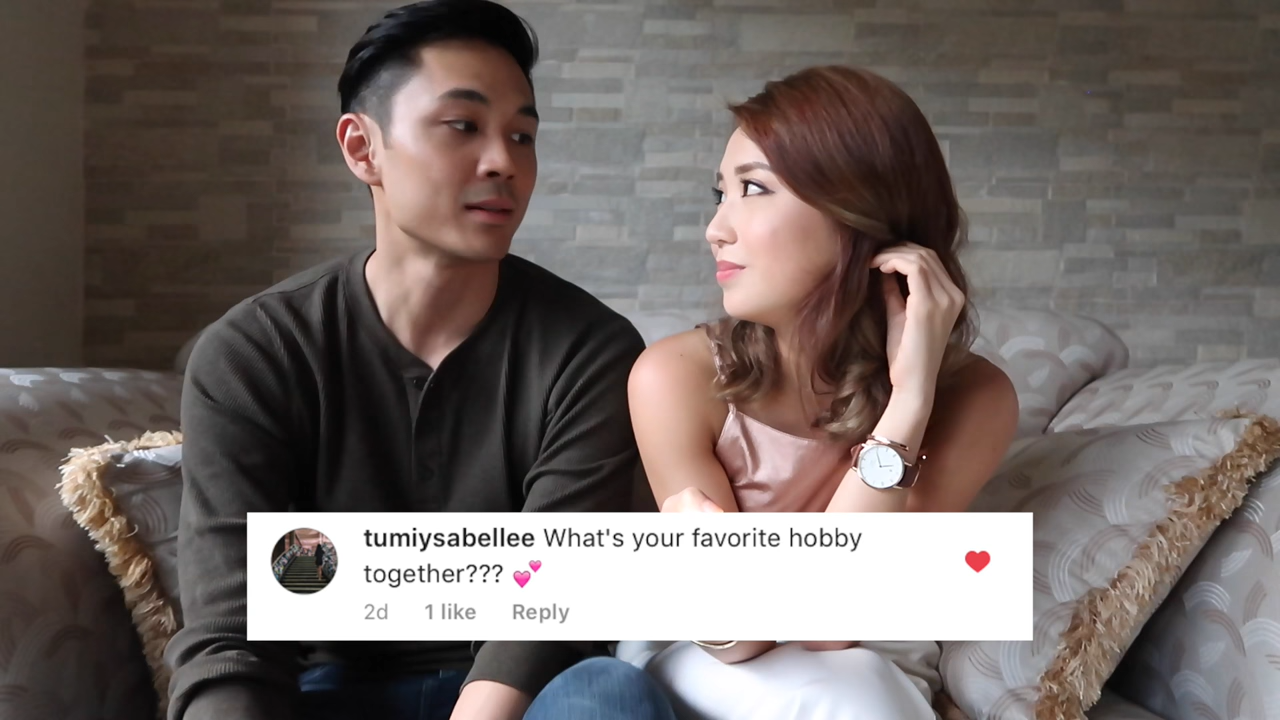 tumiysabellee What's your favorite hobby
together??? 💕
2d 1 like Reply